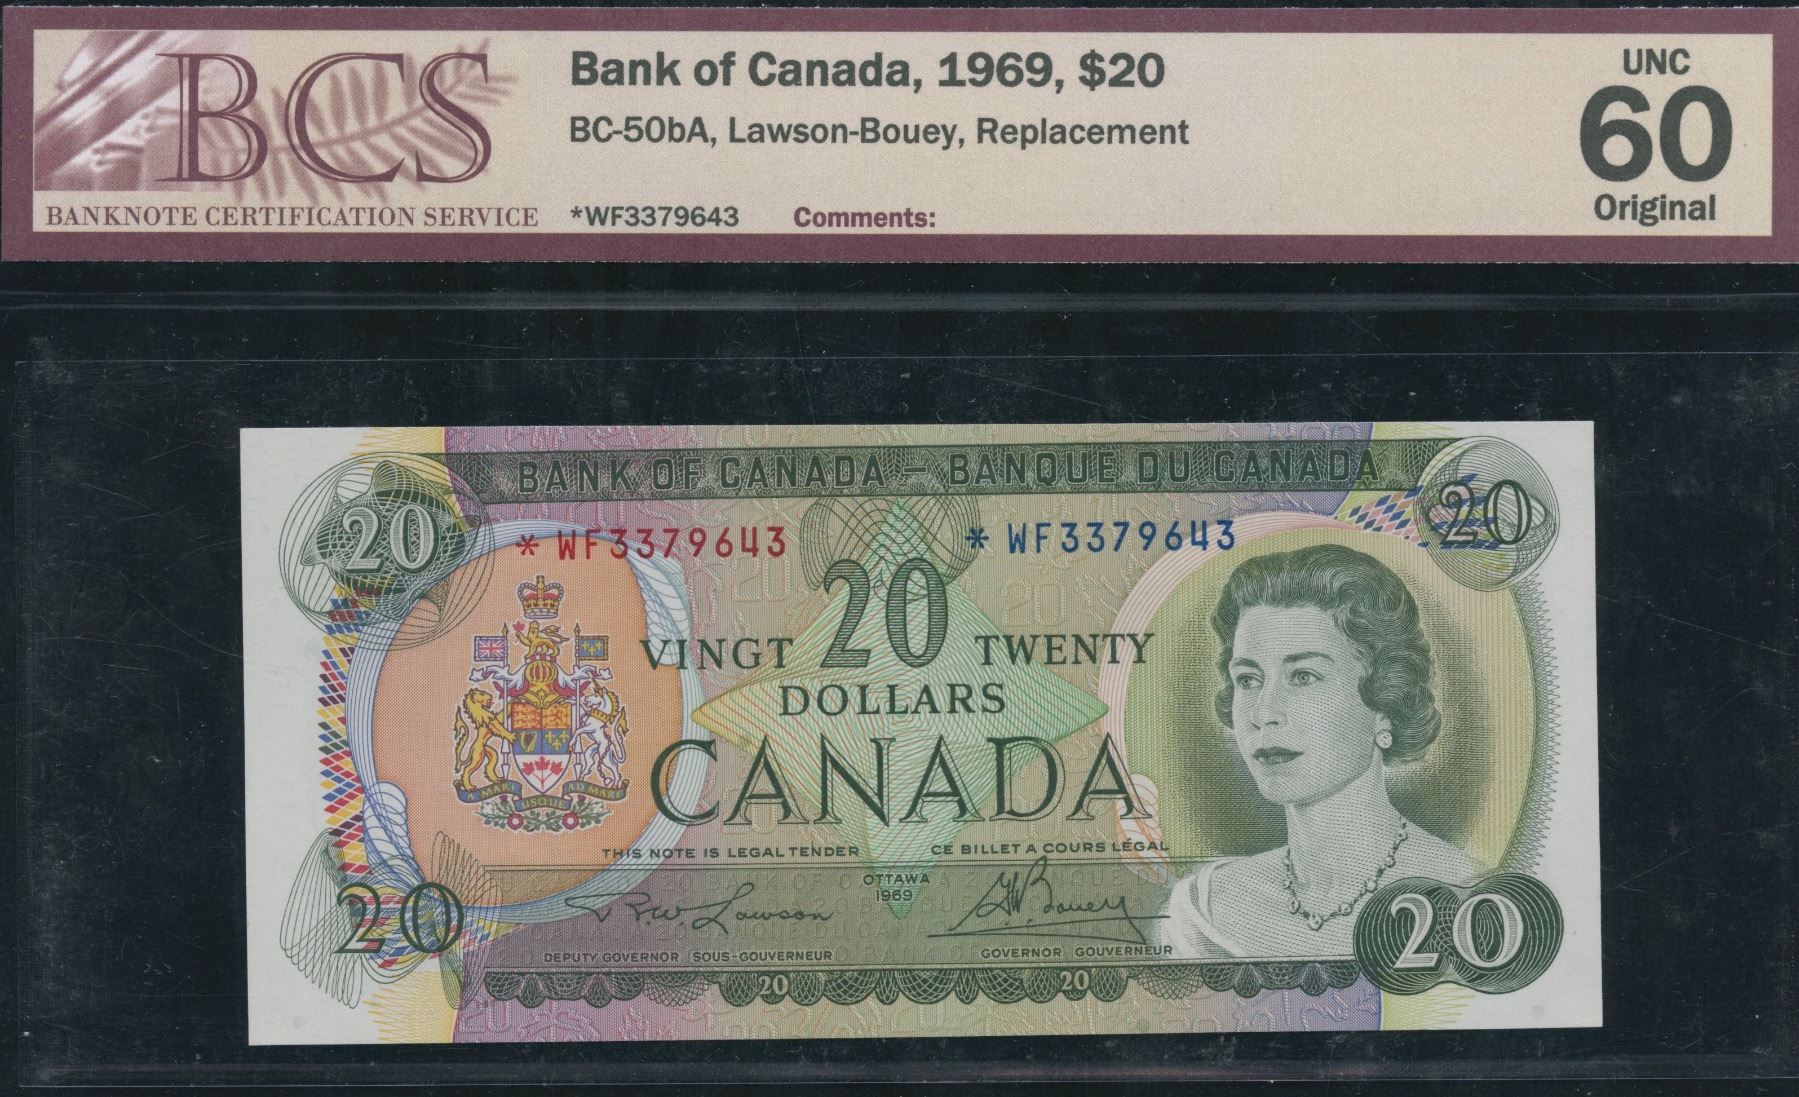 BCS
BANKNOTE CERTIFICATION SERVICE
Bank of Canada, 1969, $20
BC-50bA, Lawson-Bouey, Replacement
*WF3379643 Comments:
UNC
60
Original
BANK OF CANADA – BANQUE DU CANADA
20 20
* WF3379643 * WF3379643
20
VINGT TWENTY
DOLLARS
CANADA
A MARI USQUE AD MARE
THIS NOTE IS LEGAL TENDER CE BILLET A COURS LÉGAL
OTTAWA
1969
20 20
DEPUTY GOVERNOR SOUS-GOUVERNEUR GOVERNOR GOUVERNEUR
20 20